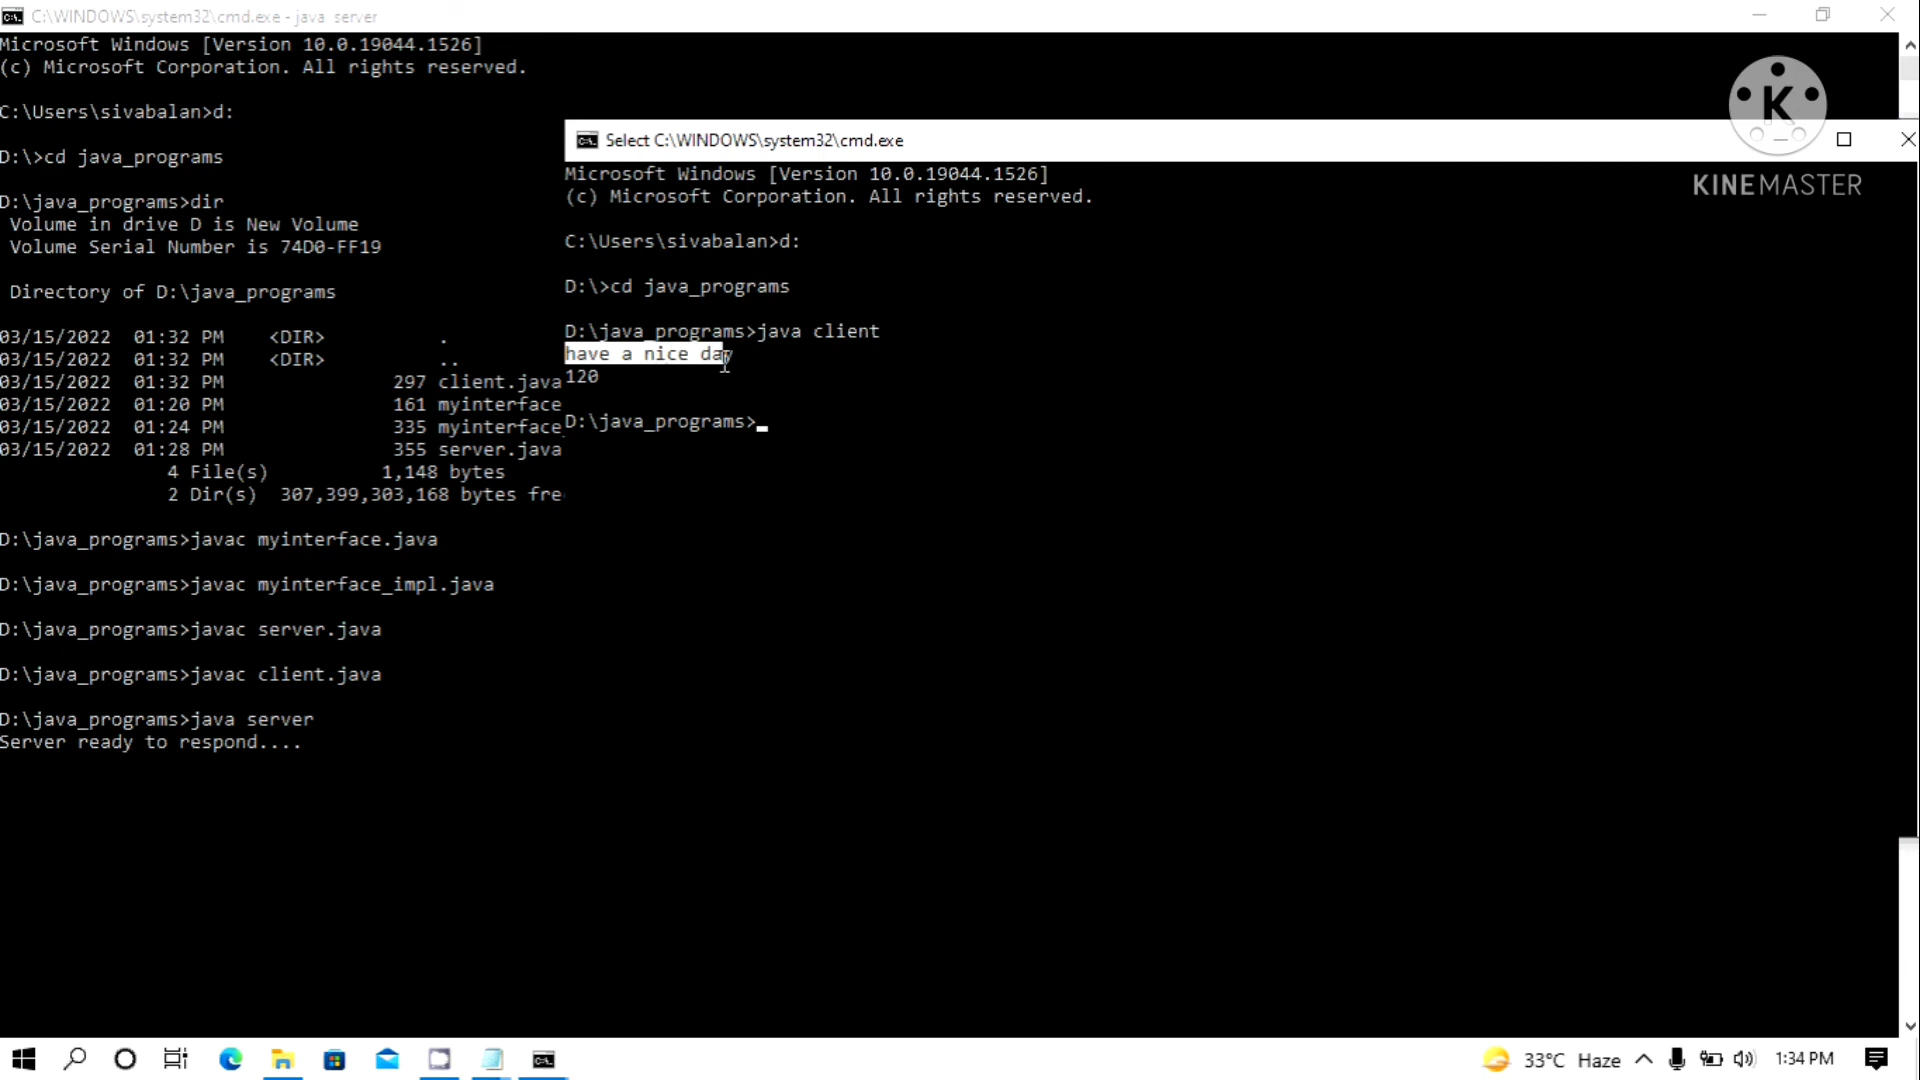 C:\WINDOWS\system32\cmd.exe - java server
Microsoft Windows [Version 10.0.19044.1526]
(c) Microsoft Corporation. All rights reserved.
C:\Users\sivabalan>d:
D:\>cd java_programs
D:\java_programs>dir
Volume in drive D is New Volume
Volume Serial Number is 74D0-FF19
Directory of D:\java_programs
03/15/2022 01:32 PM <DIR> .
03/15/2022 01:32 PM <DIR> ..
03/15/2022 01:32 PM 297 client.java
03/15/2022 01:20 PM 161 myinterface
03/15/2022 01:24 PM 335 myinterface_
03/15/2022 01:28 PM 355 server.java
4 File(s) 1,148 bytes
2 Dir(s) 307,399,303,168 bytes fre
D:\java_programs>javac myinterface.java
D:\java_programs>javac myinterface_impl.java
D:\java_programs>javac server.java
D:\java_programs>javac client.java
D:\java_programs>java server
Server ready to respond....
Select C:\WINDOWS\system32\cmd.exe
Microsoft Windows [Version 10.0.19044.1526]
(c) Microsoft Corporation. All rights reserved.
C:\Users\sivabalan>d:
D:\>cd java_programs
D:\java_programs>java client
have a nice day
120
D:\java_programs>
K
KINEMASTER
33°C Haze
1:34 PM